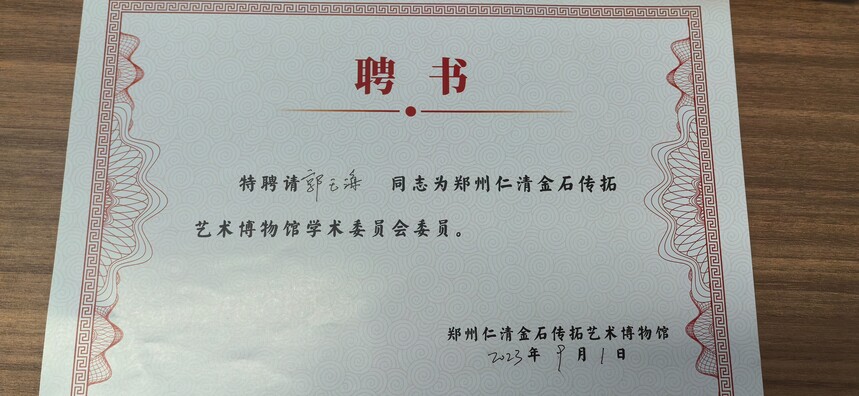 聘书
特聘请郭云海 同志为郑州仁清金石传拓
艺术博物馆学术委员会委员。
郑州仁清金石传拓艺术博物馆
2023年9月1日